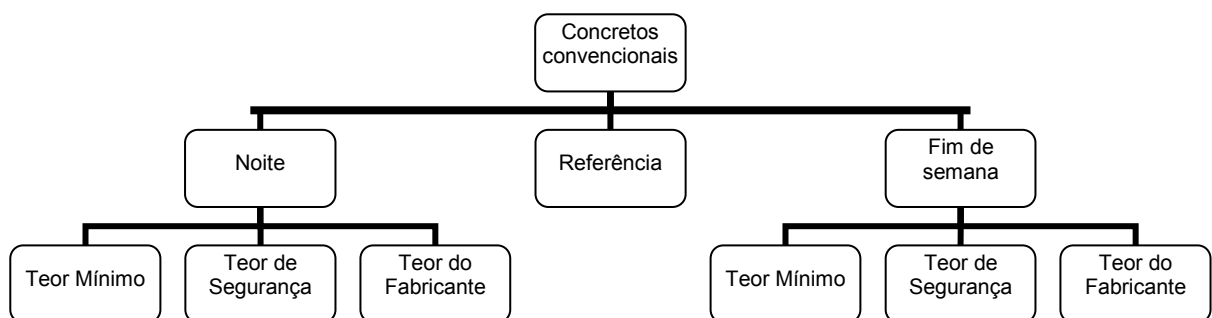 Concretos
convencionais
Noite
Referência
Fim de
semana
Teor Mínimo
Teor de
Segurança
Teor do
Fabricante
Teor Mínimo
Teor de
Segurança
Teor do
Fabricante